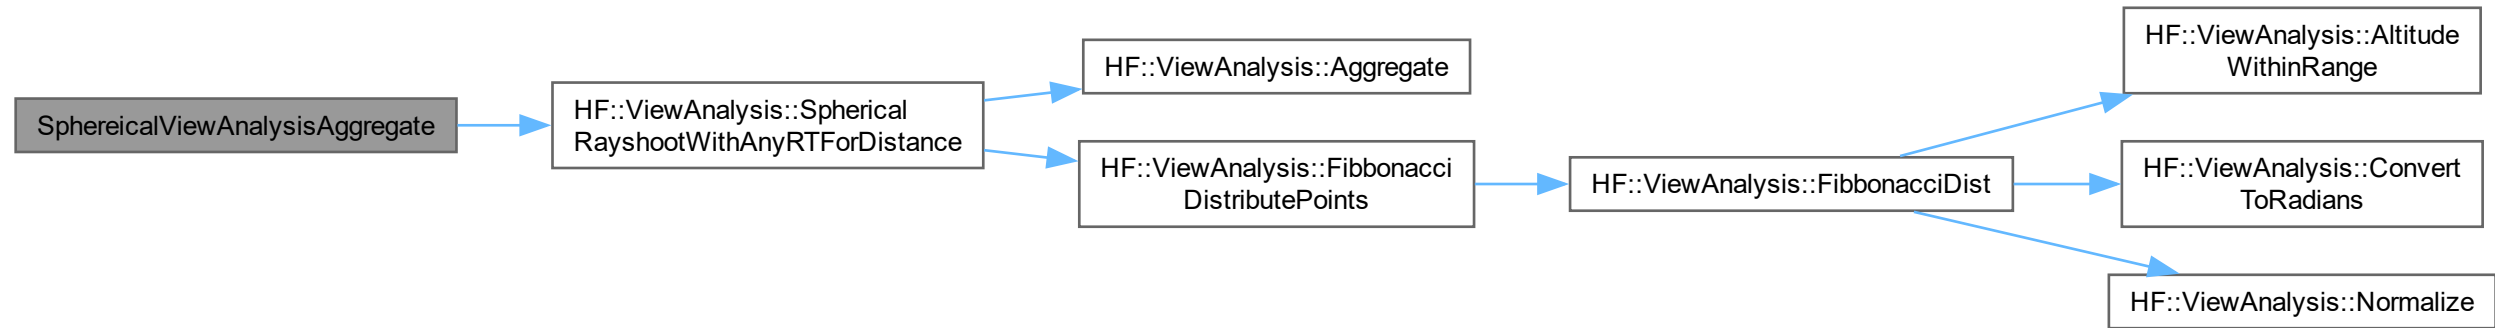 SphereicalViewAnalysisAggregate
HF::ViewAnalysis::Spherical
RayshootWithAnyRTForDistance
HF::ViewAnalysis::Aggregate
HF::ViewAnalysis::Fibbonacci
DistributePoints
HF::ViewAnalysis::FibbonacciDist
HF::ViewAnalysis::Altitude
WithinRange
HF::ViewAnalysis::Convert
ToRadians
HF::ViewAnalysis::Normalize